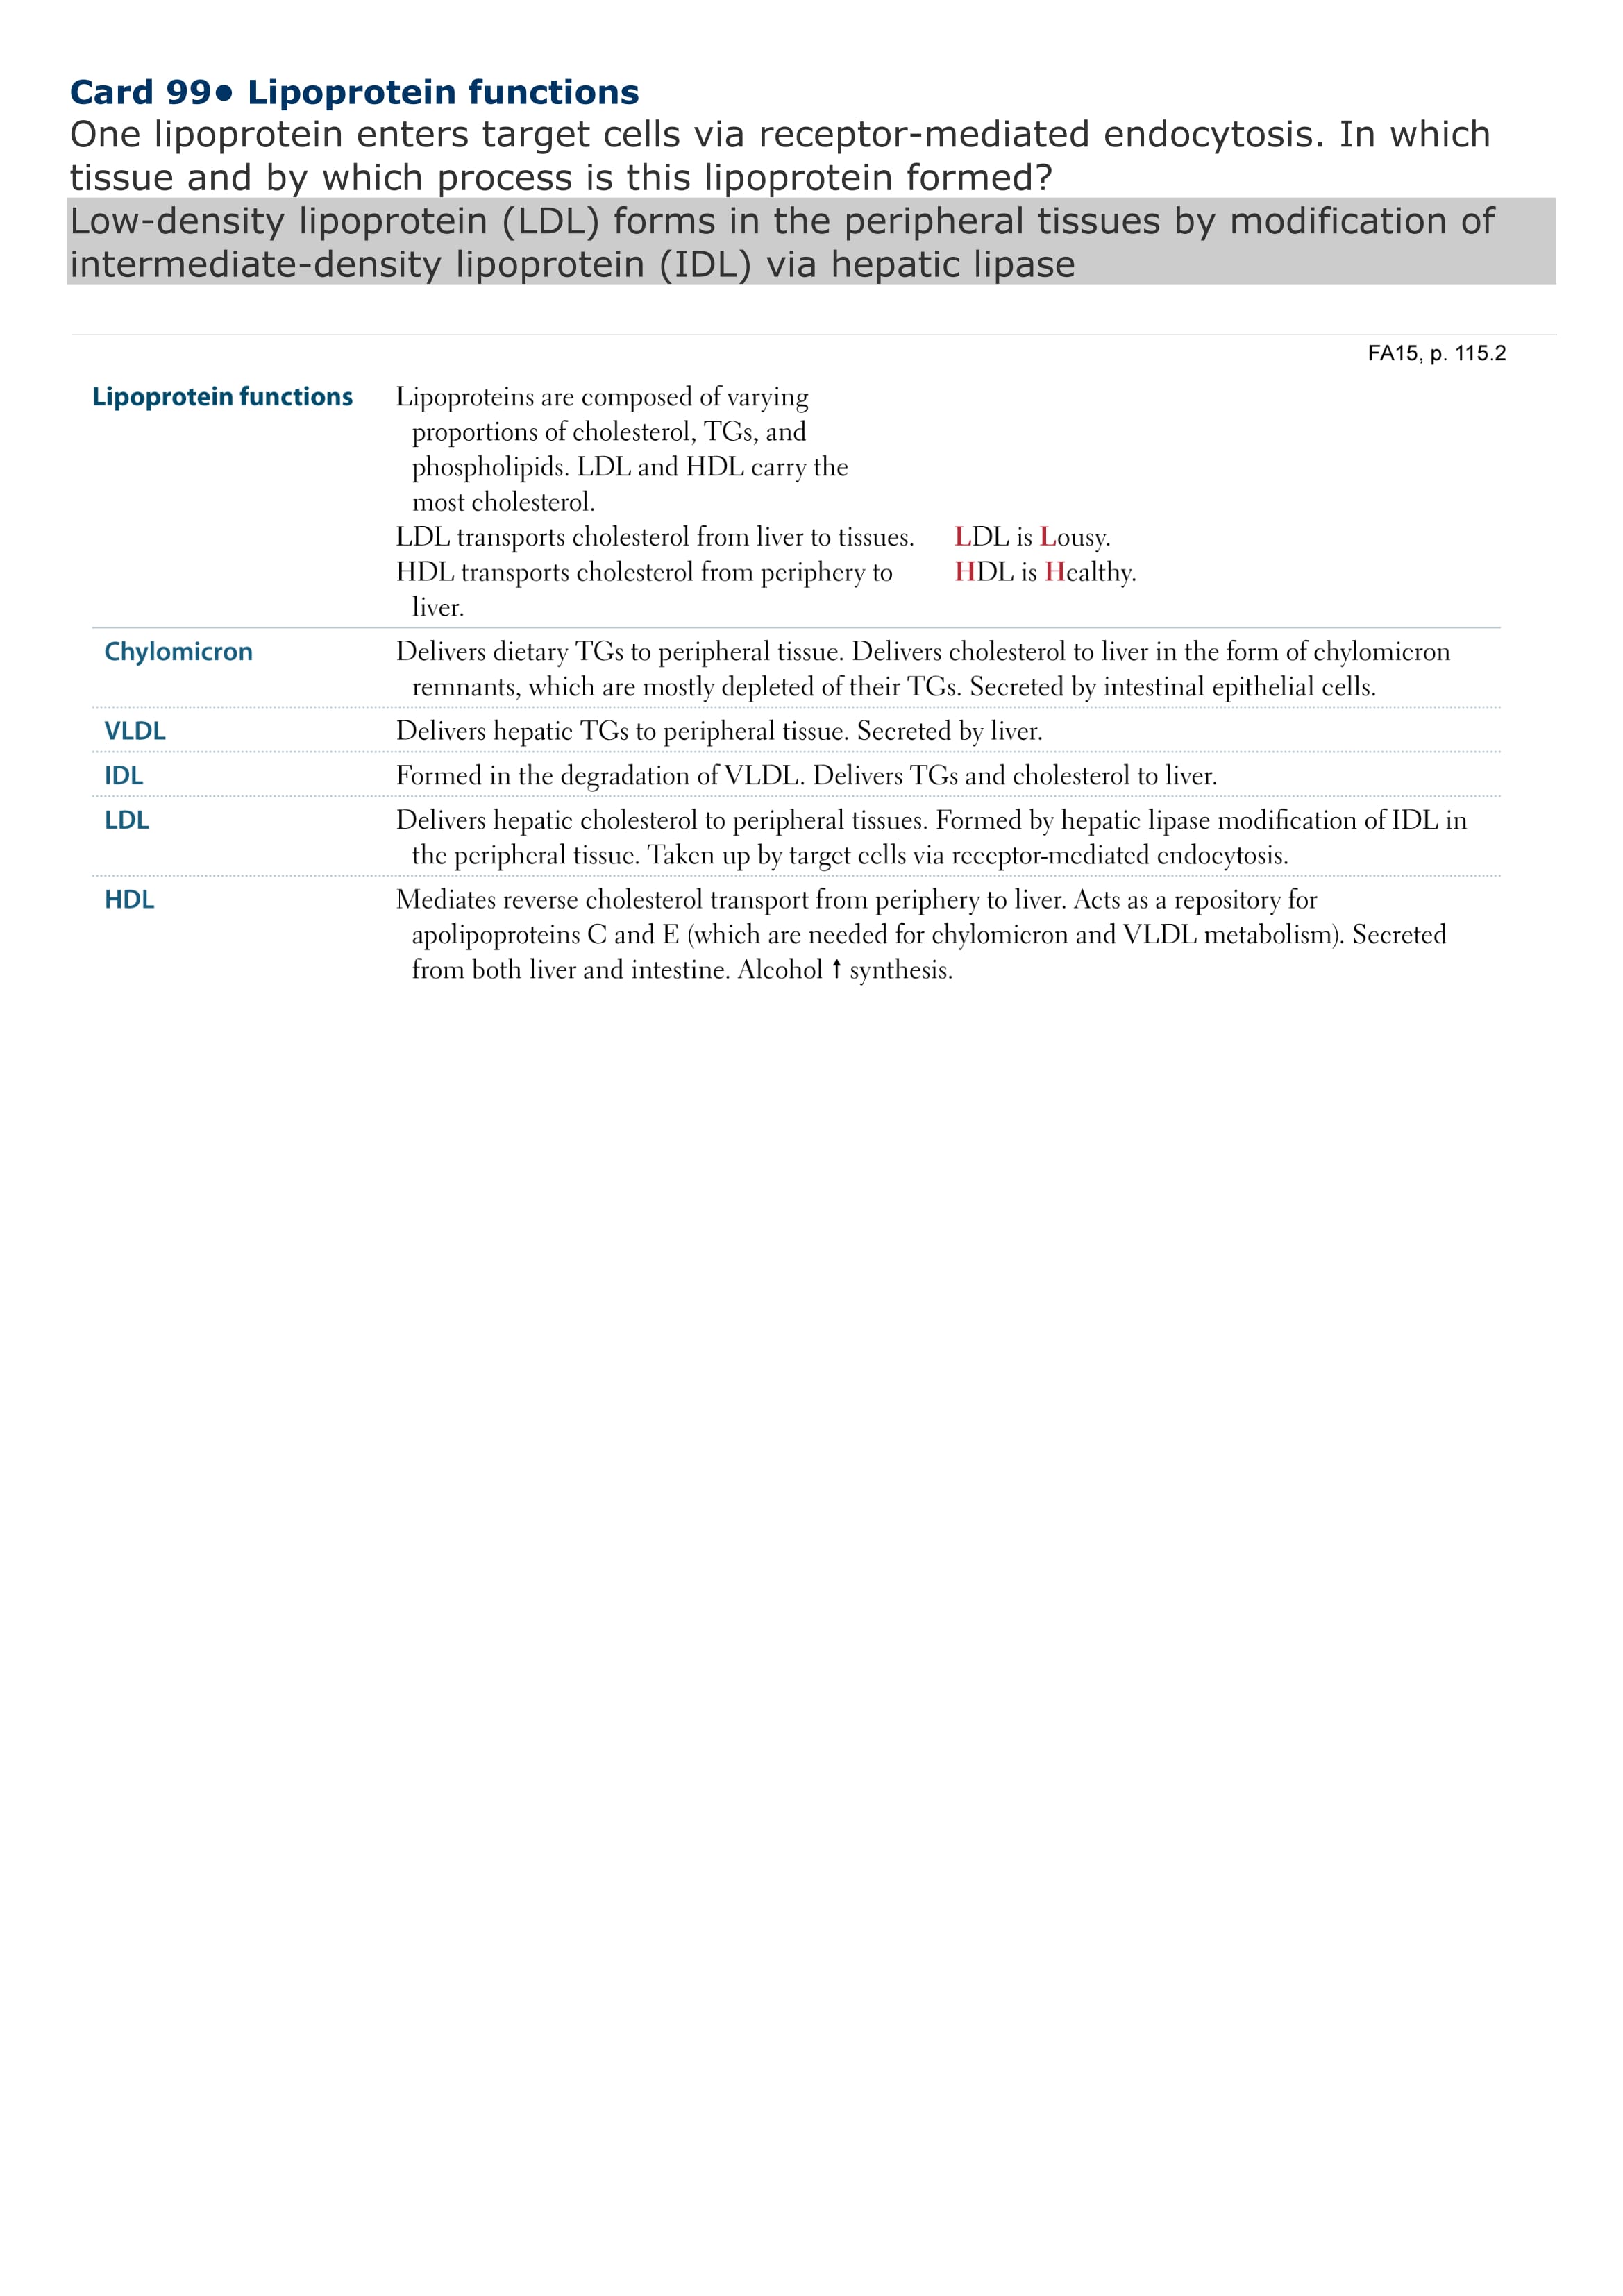 Card 99● Lipoprotein functions
One lipoprotein enters target cells via receptor-mediated endocytosis. In which
tissue and by which process is this lipoprotein formed?
Low-density lipoprotein (LDL) forms in the peripheral tissues by modification of
intermediate-density lipoprotein (IDL) via hepatic lipase
FA15, p. 115.2
Lipoprotein functions
Lipoproteins are composed of varying
proportions of cholesterol, TGs, and
phospholipids. LDL and HDL carry the
most cholesterol.
LDL transports cholesterol from liver to tissues.
LDL is Lousy.
HDL transports cholesterol from periphery to
liver.
HDL is Healthy.
Chylomicron
Delivers dietary TGs to peripheral tissue. Delivers cholesterol to liver in the form of chylomicron
remnants, which are mostly depleted of their TGs. Secreted by intestinal epithelial cells.
VLDL
Delivers hepatic TGs to peripheral tissue. Secreted by liver.
IDL
Formed in the degradation of VLDL. Delivers TGs and cholesterol to liver.
LDL
Delivers hepatic cholesterol to peripheral tissues. Formed by hepatic lipase modification of IDL in
the peripheral tissue. Taken up by target cells via receptor-mediated endocytosis.
HDL
Mediates reverse cholesterol transport from periphery to liver. Acts as a repository for
apolipoproteins C and E (which are needed for chylomicron and VLDL metabolism). Secreted
from both liver and intestine. Alcohol ↑ synthesis.